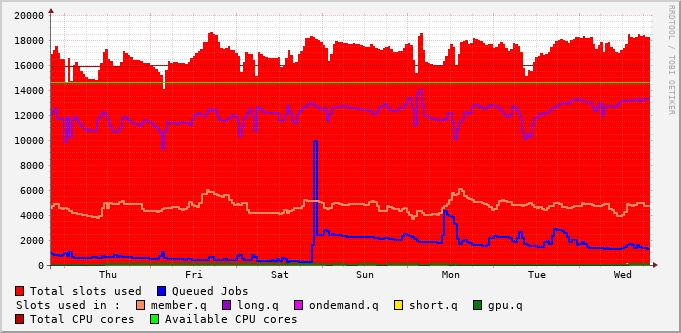 20000
18000
16000
14000
12000
10000
8000
6000
4000
2000
0
Thu Fri Sat Sun Mon Tue Wed
RRDTOOL / TOBI OETIKER
Total slots used Queued Jobs
Slots used in : member.q long.q ondemand.q short.q gpu.q
Total CPU cores Available CPU cores